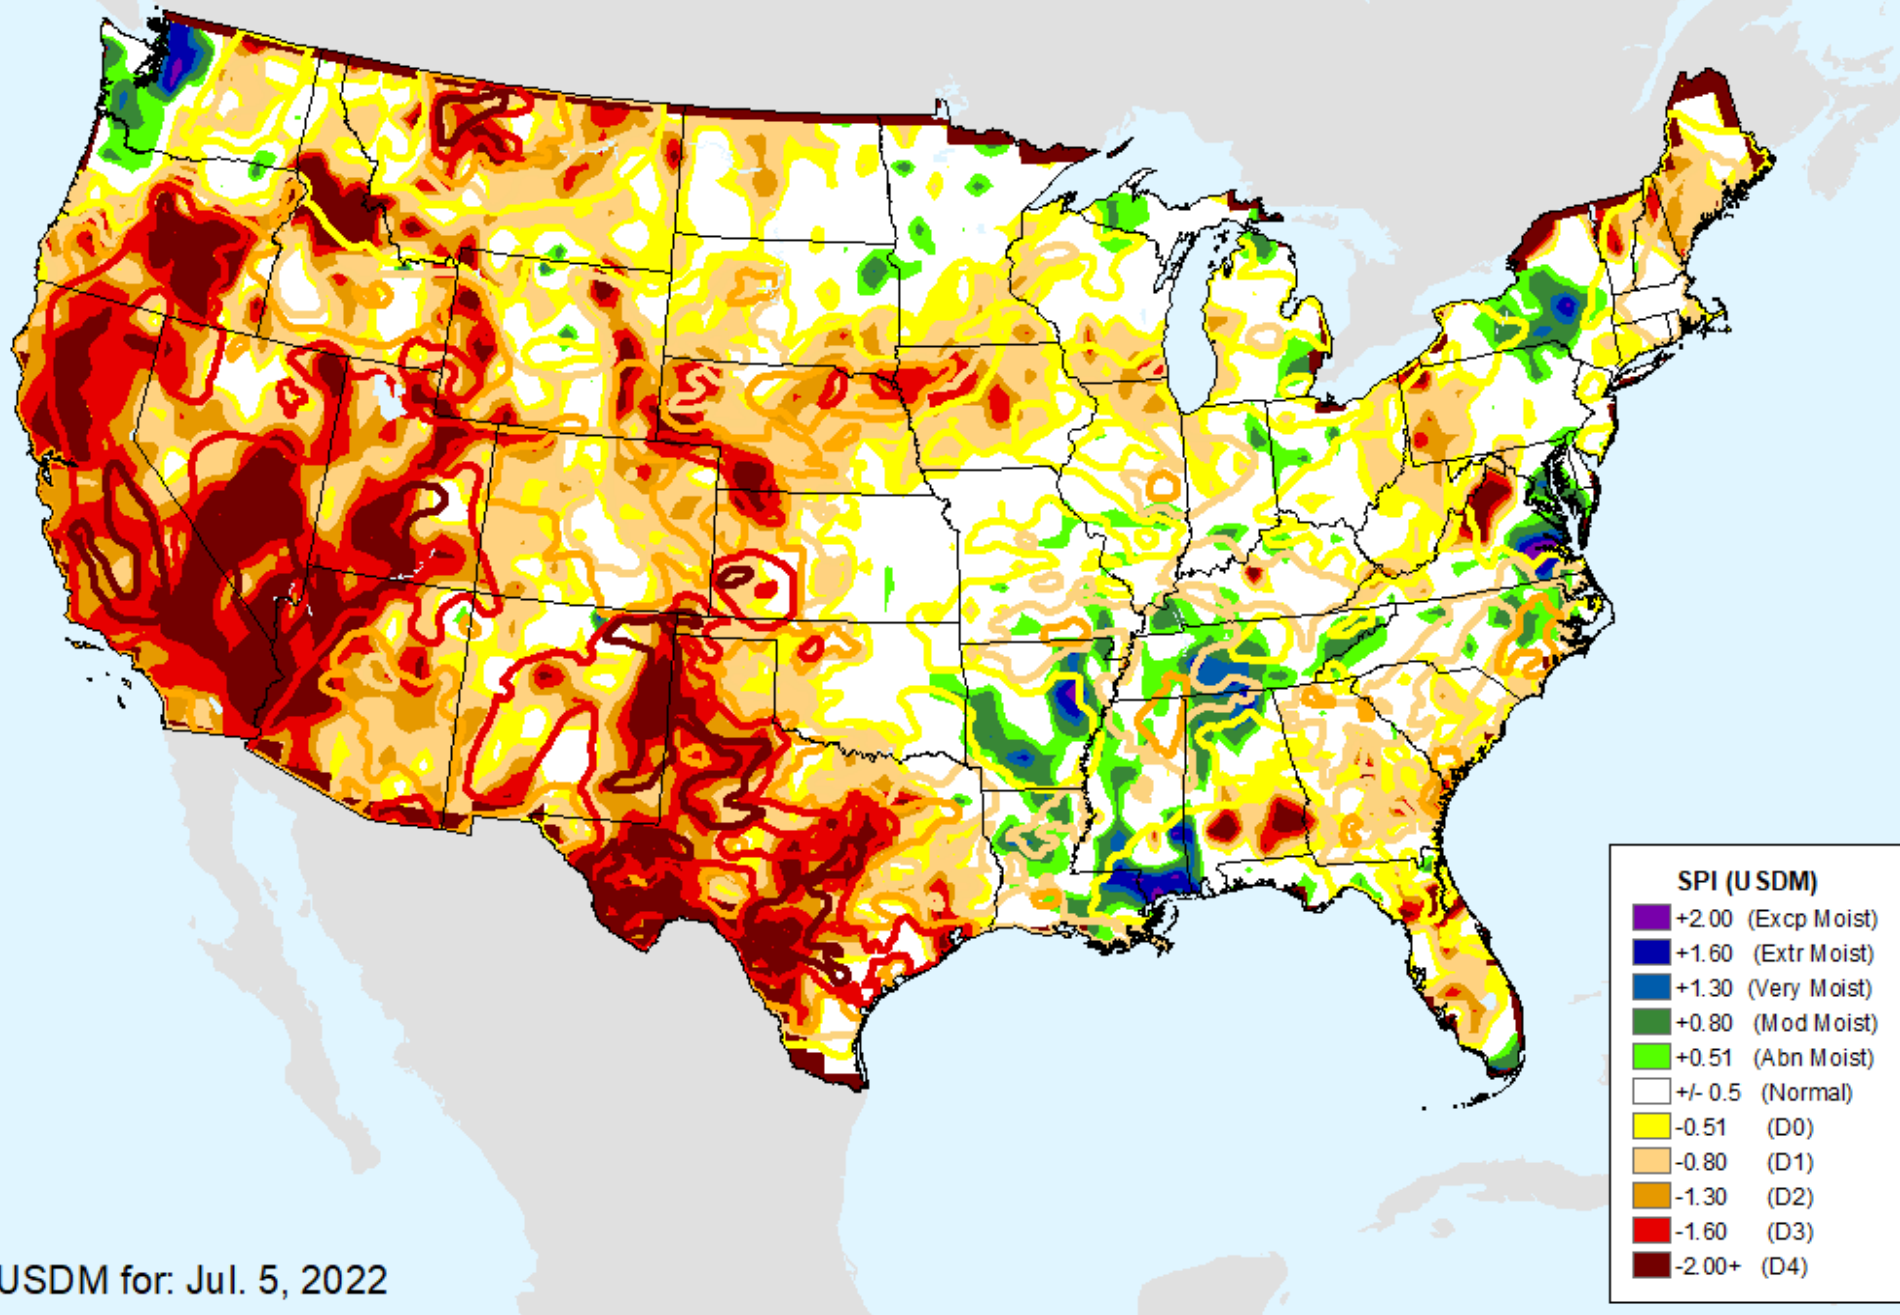 SPI (USDM)
+2.00 (Excp Moist)
+1.60 (Extr Moist)
+1.30 (Very Moist)
+0.80 (Mod Moist)
+0.51 (Abn Moist)
+/- 0.5 (Normal)
-0.51 (D0)
-0.80 (D1)
-1.30 (D2)
-1.60 (D3)
-2.00+ (D4)
USDM for: Jul. 5, 2022